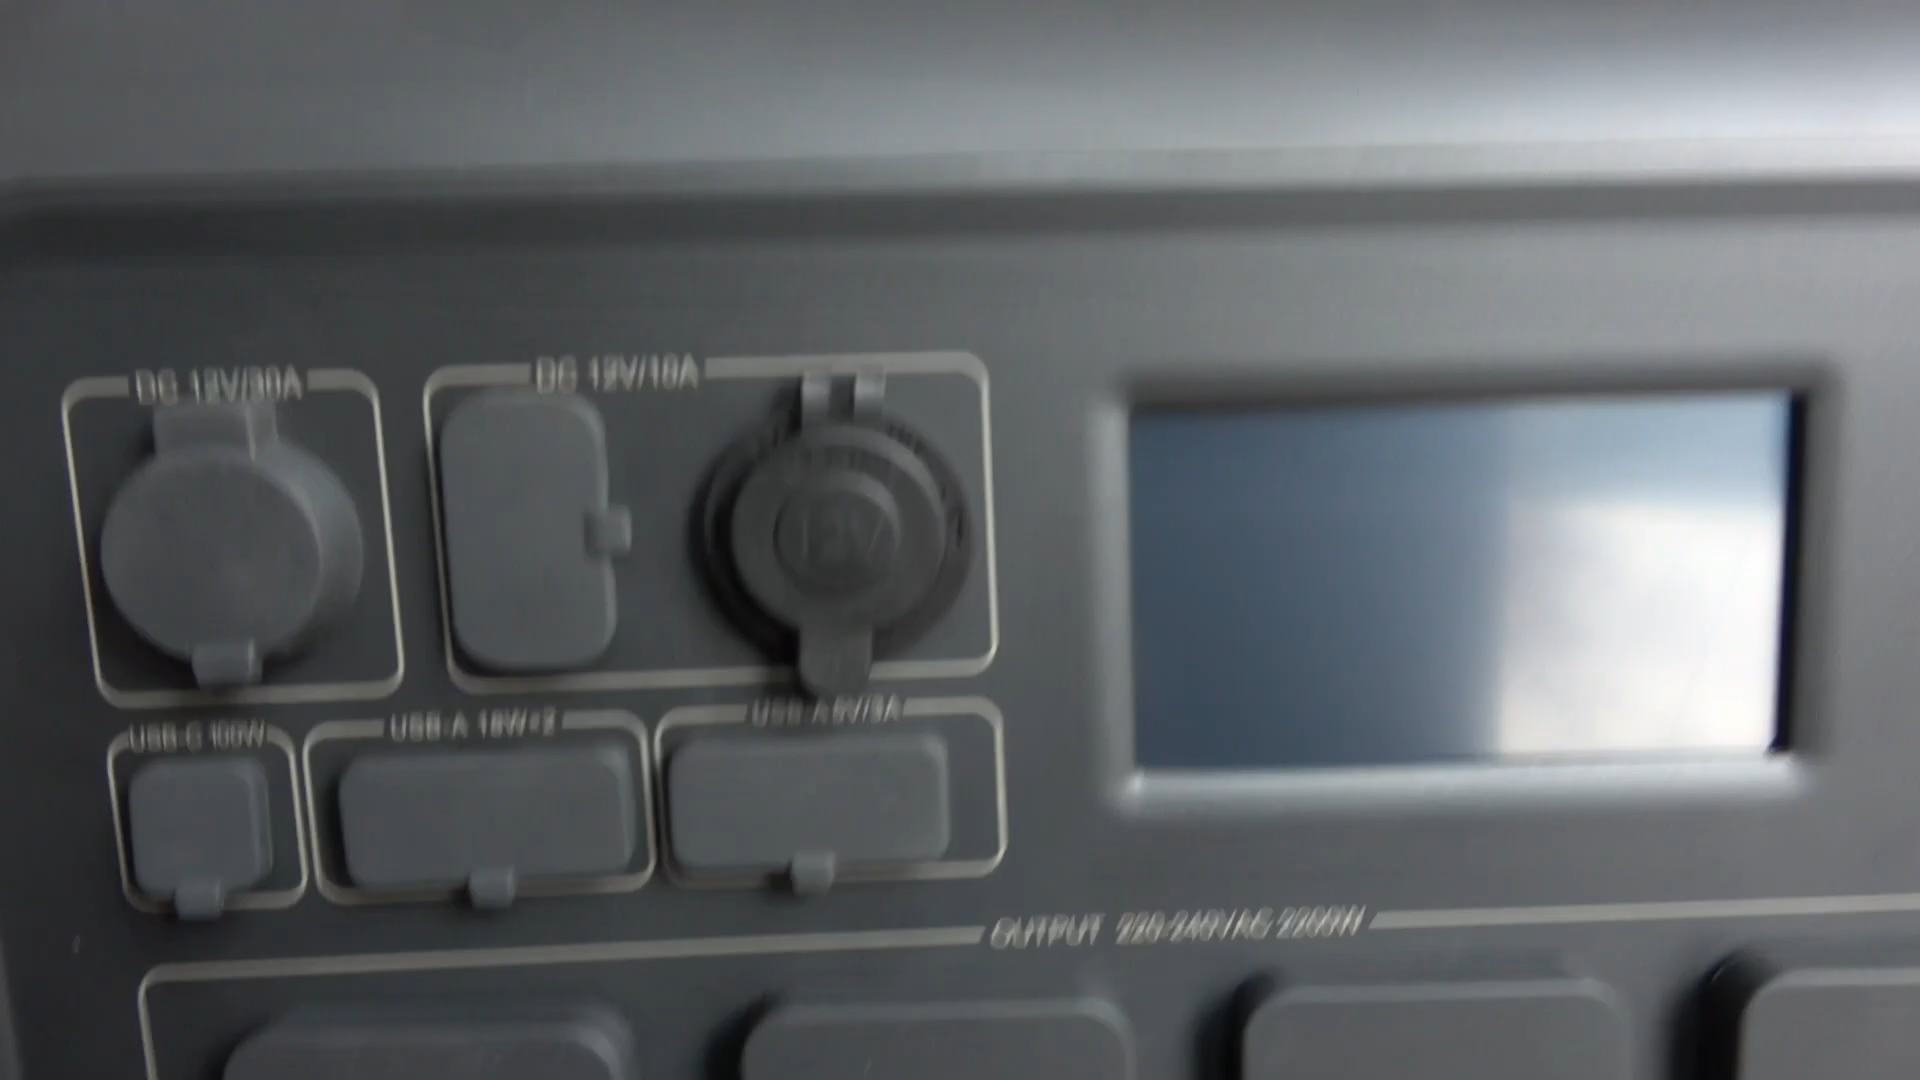 DC 12V/30A
DC 12V/10A
12V
USB-C 100W
USB-A 18W×2
USB-A 5V/3A
OUTPUT 220-240V/AC 2200W